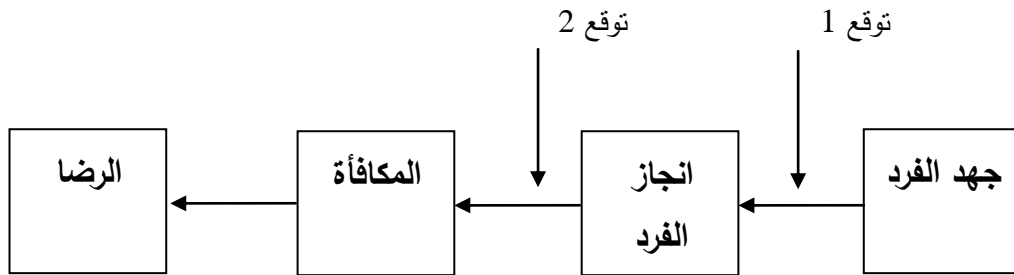 توقع 1
توقع 2
جهد الفرد
انجاز
الفرد
المكافأة
الرضا